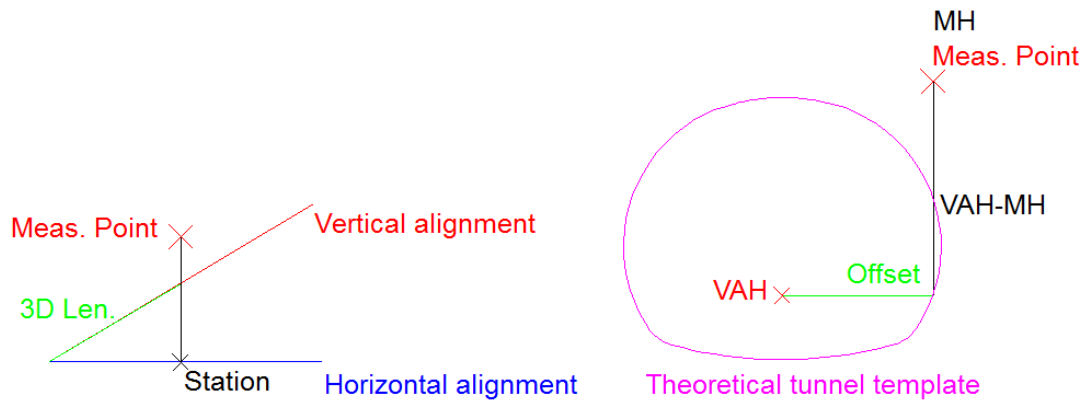 MH
Meas. Point
VAH-MH
Meas. Point
Vertical alignment
Offset
VAH
3D Len.
Station
Horizontal alignment
Theoretical tunnel template